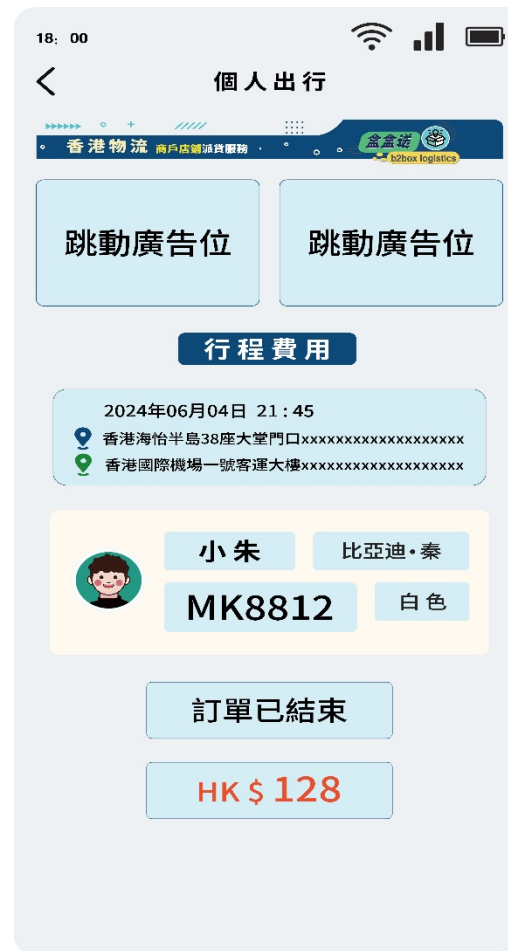 18: 00
個人出行
香港物流 商戶店鋪派貨服務
盒盒送
b2box logistics
跳動廣告位 跳動廣告位
行程費用
2024年06月04日 21:45
香港海怡半島38座大堂門口xxxxxxxxxxxxxxxxxxx
香港國際機場一號客運大樓xxxxxxxxxxxxxxxxxxx
小朱 比亞迪·秦
MK8812 白色
訂單已結束
HK $ 128